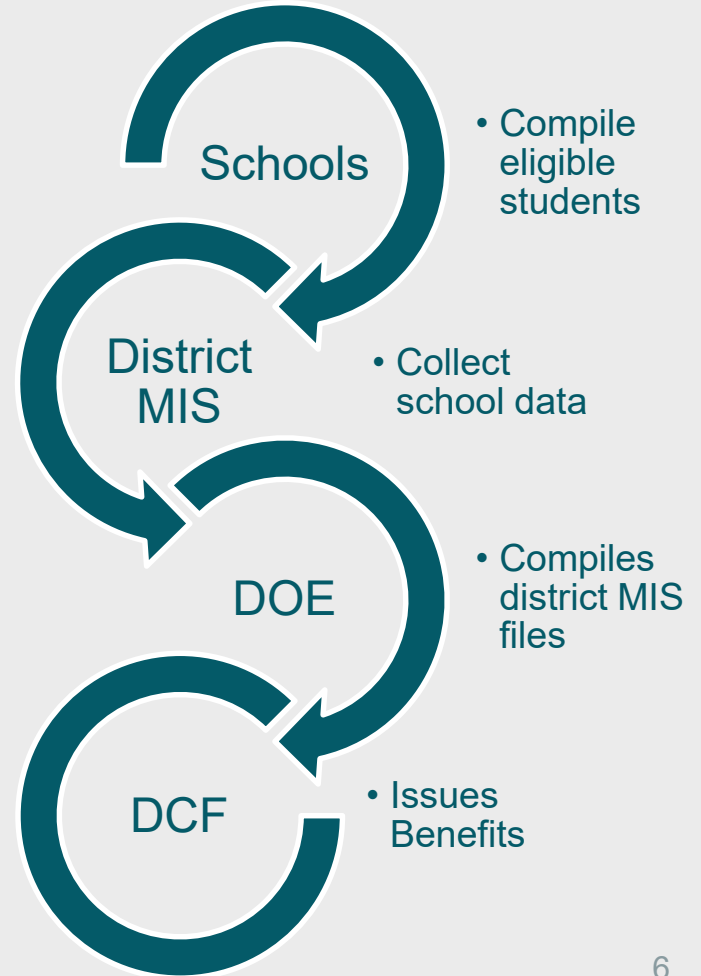 Schools
• Compile
eligible
students
District
MIS
• Collect
school data
DOE
• Compiles
district MIS
files
DCF
• Issues
Benefits
6